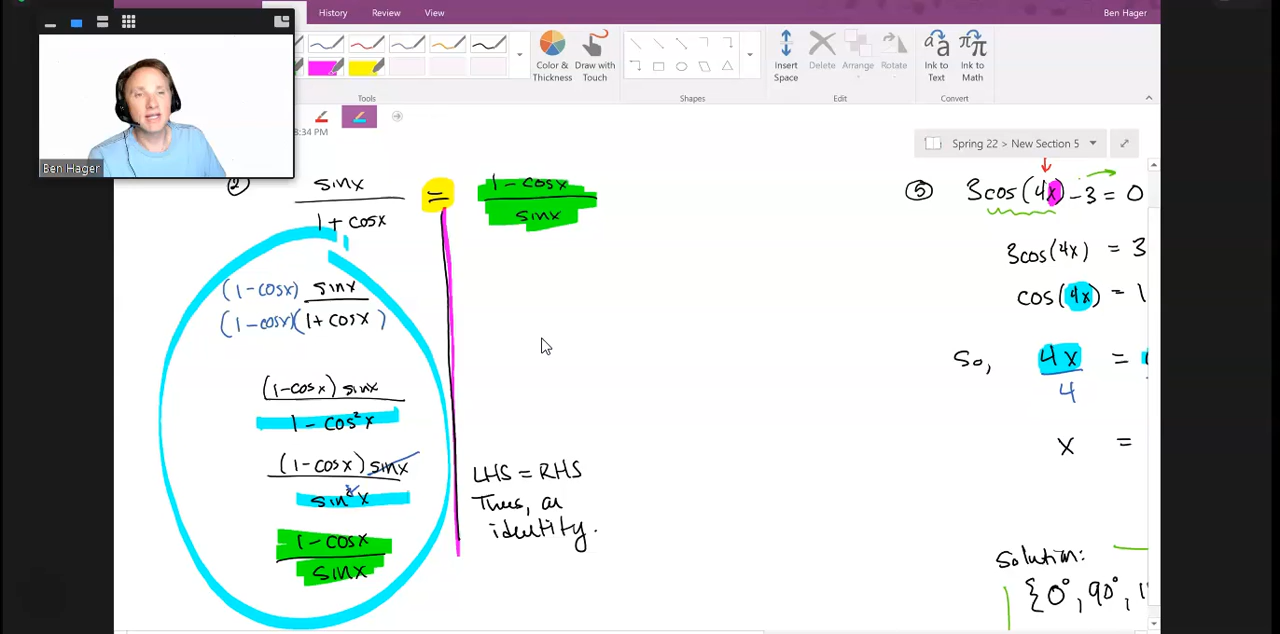 History Review View Ben Hager
Color & Thickness
Draw with Touch
Insert Space
Delete
Arrange
Rotate
Ink to Text
Ink to Math
Tools
Shapes
Edit
Convert
Ben Hager
8:34 PM
Spring 22 > New Section 5
②
sinx / 1 + cosx = 1 - cosx / sinx
(1-cosx) sinx
(1-cosx)(1+cosx)
(1-cosx) sinx
1 - cos²x
(1-cosx) sinx
sin²x
1 - cosx
sinx
LHS = RHS
Thus, an
identity.
⑤ 3cos(4x) - 3 = 0
3cos(4x) = 3
cos(4x) = 1
So, 4x =
4
x =
Solution:
{0°, 90°, 1